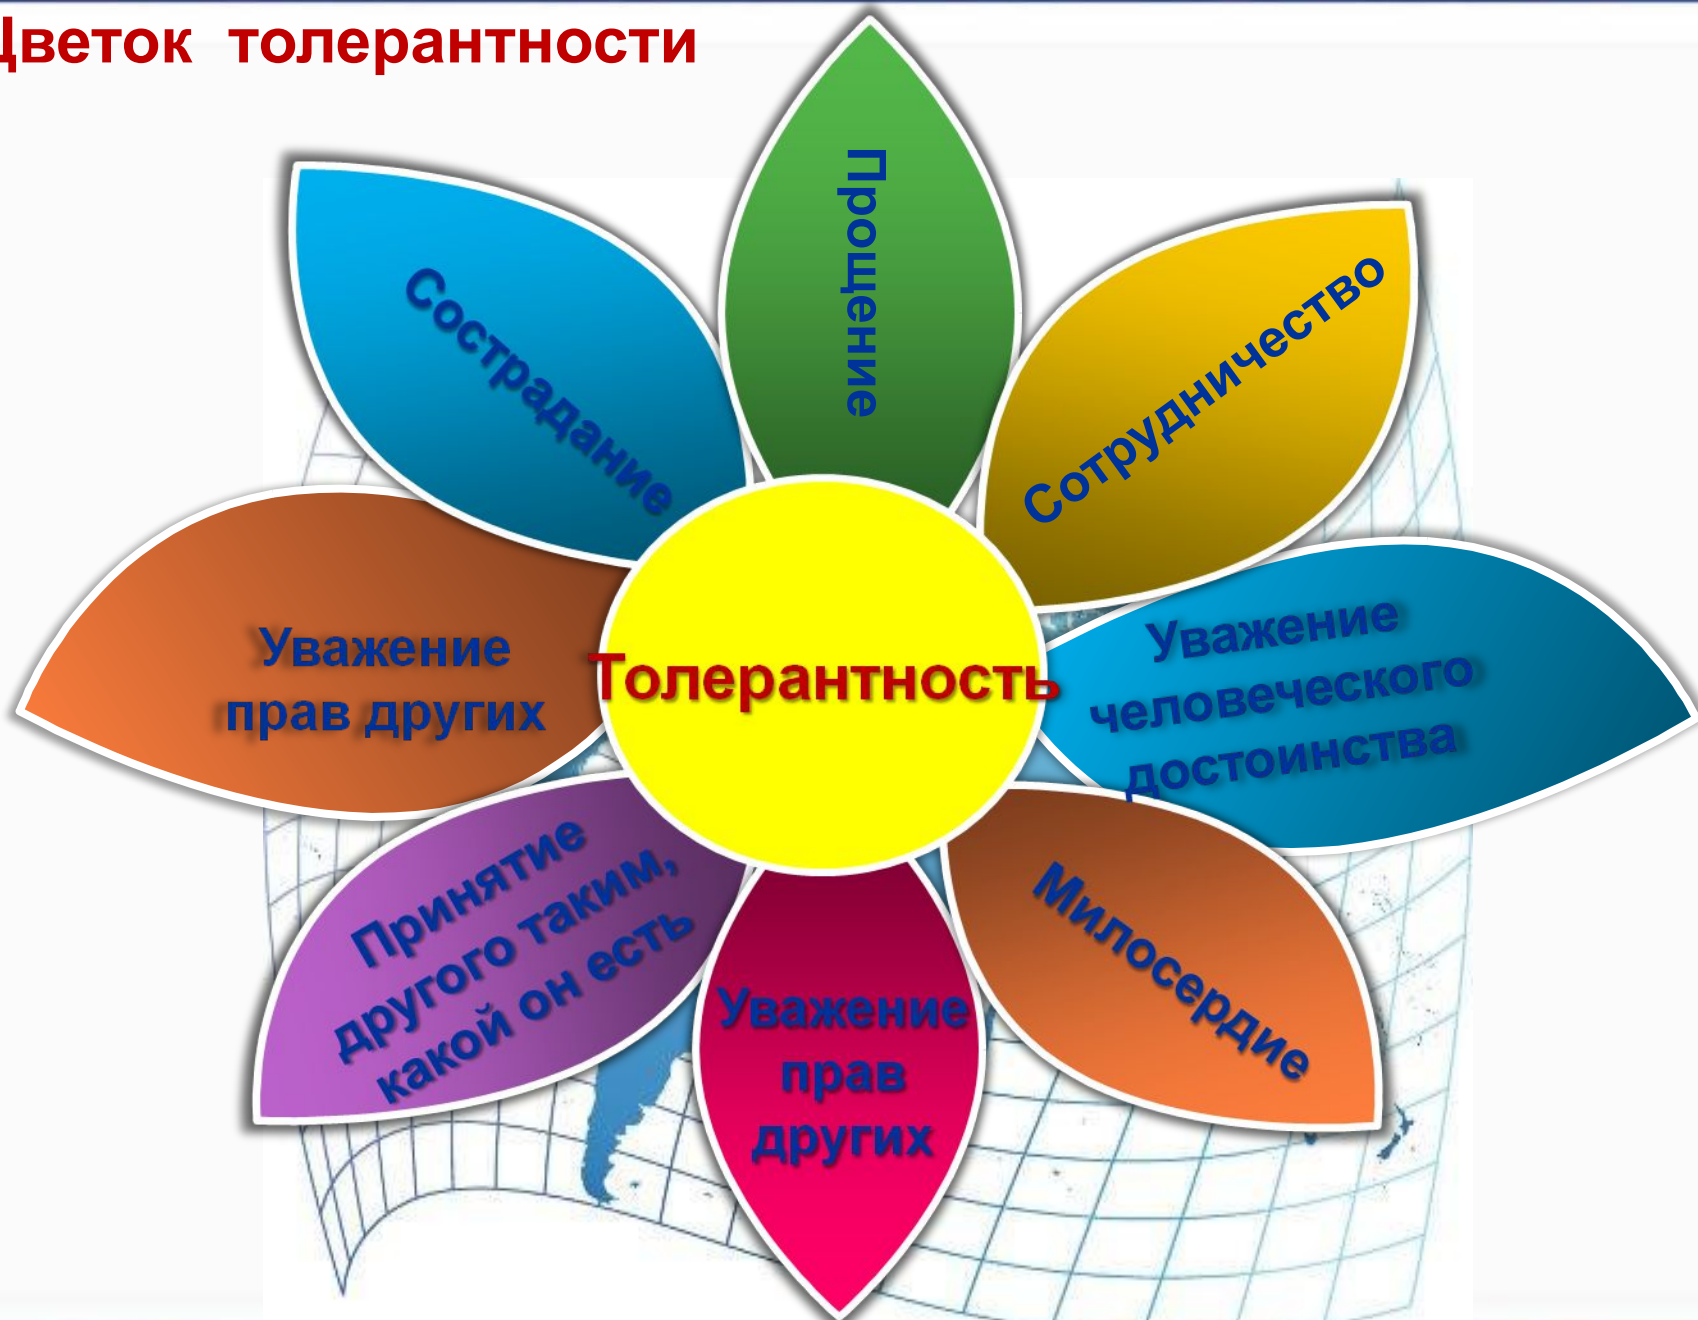 Цветок толерантности
Прощение
Сострадание
Сотрудничество
Уважение
прав других
Толерантность
Уважение
человеческого
достоинства
Принятие
другого таким,
какой он есть
Милосердие
Уважение
прав
других